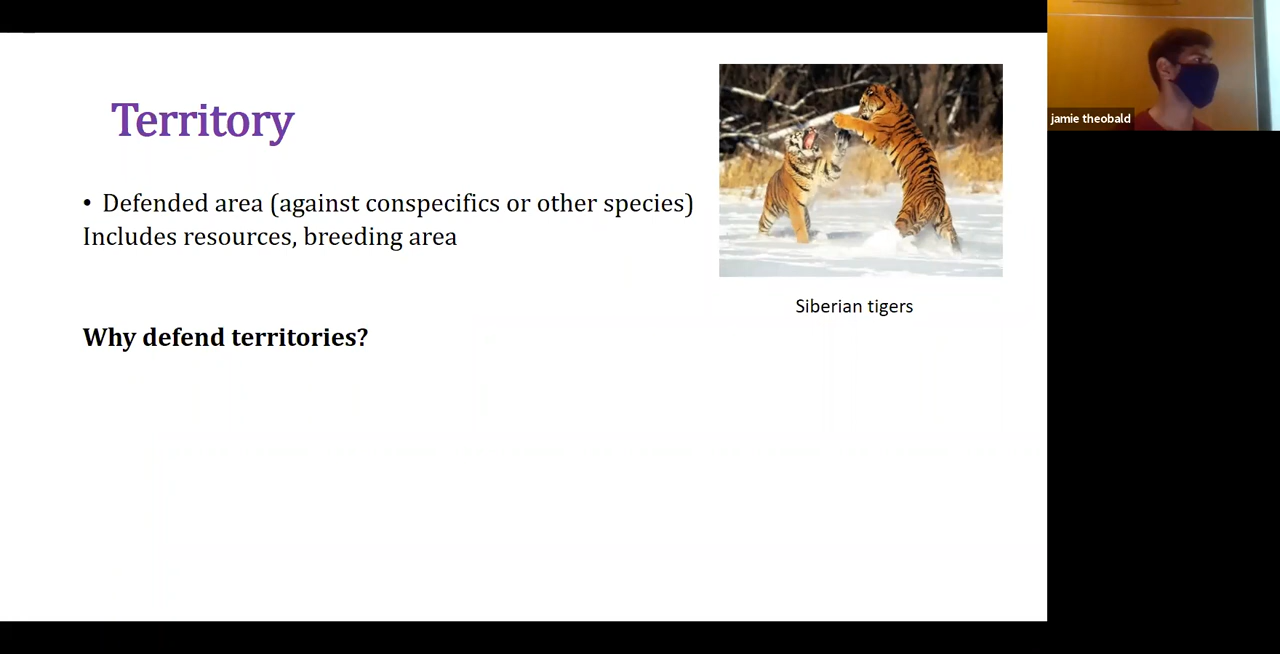 Territory
• Defended area (against conspecifics or other species)
Includes resources, breeding area
Siberian tigers
Why defend territories?
jamie theobald